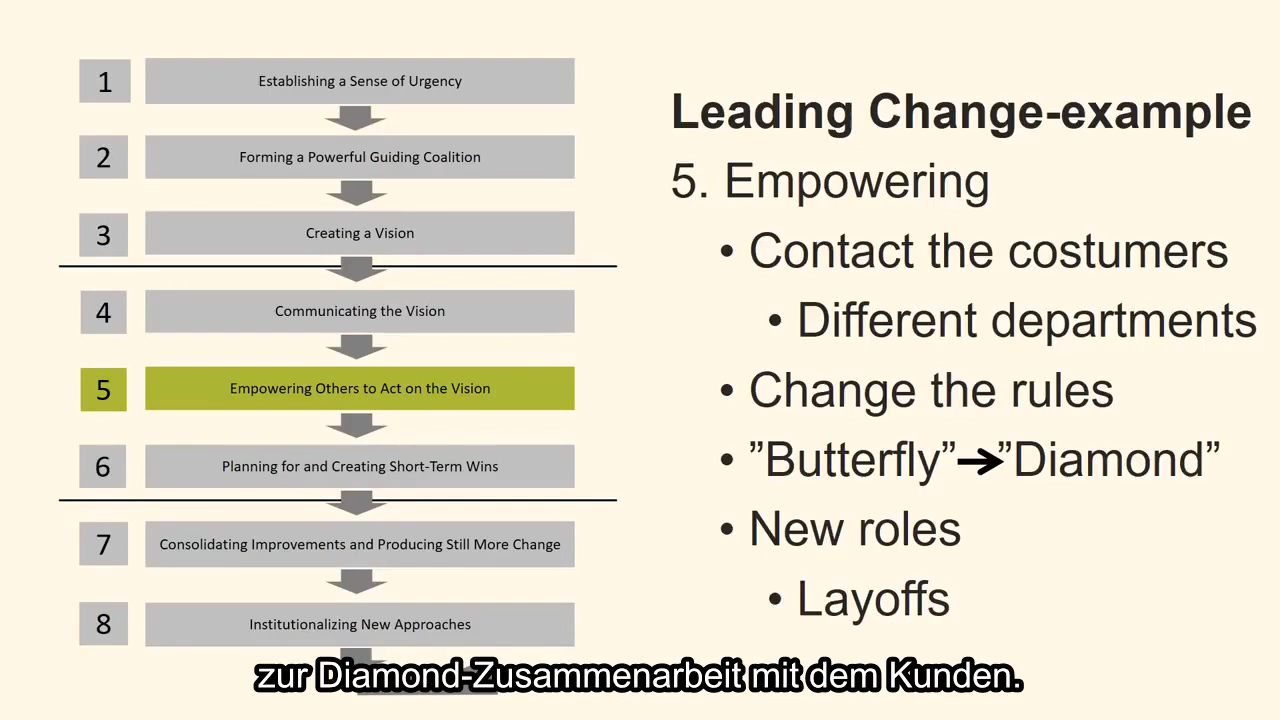 1 Establishing a Sense of Urgency
2 Forming a Powerful Guiding Coalition
3 Creating a Vision
4 Communicating the Vision
5 Empowering Others to Act on the Vision
6 Planning for and Creating Short-Term Wins
7 Consolidating Improvements and Producing Still More Change
8 Institutionalizing New Approaches
Leading Change-example
5. Empowering
• Contact the costumers
• Different departments
• Change the rules
• ”Butterfly”→”Diamond”
• New roles
• Layoffs
zur Diamond-Zusammenarbeit mit dem Kunden.